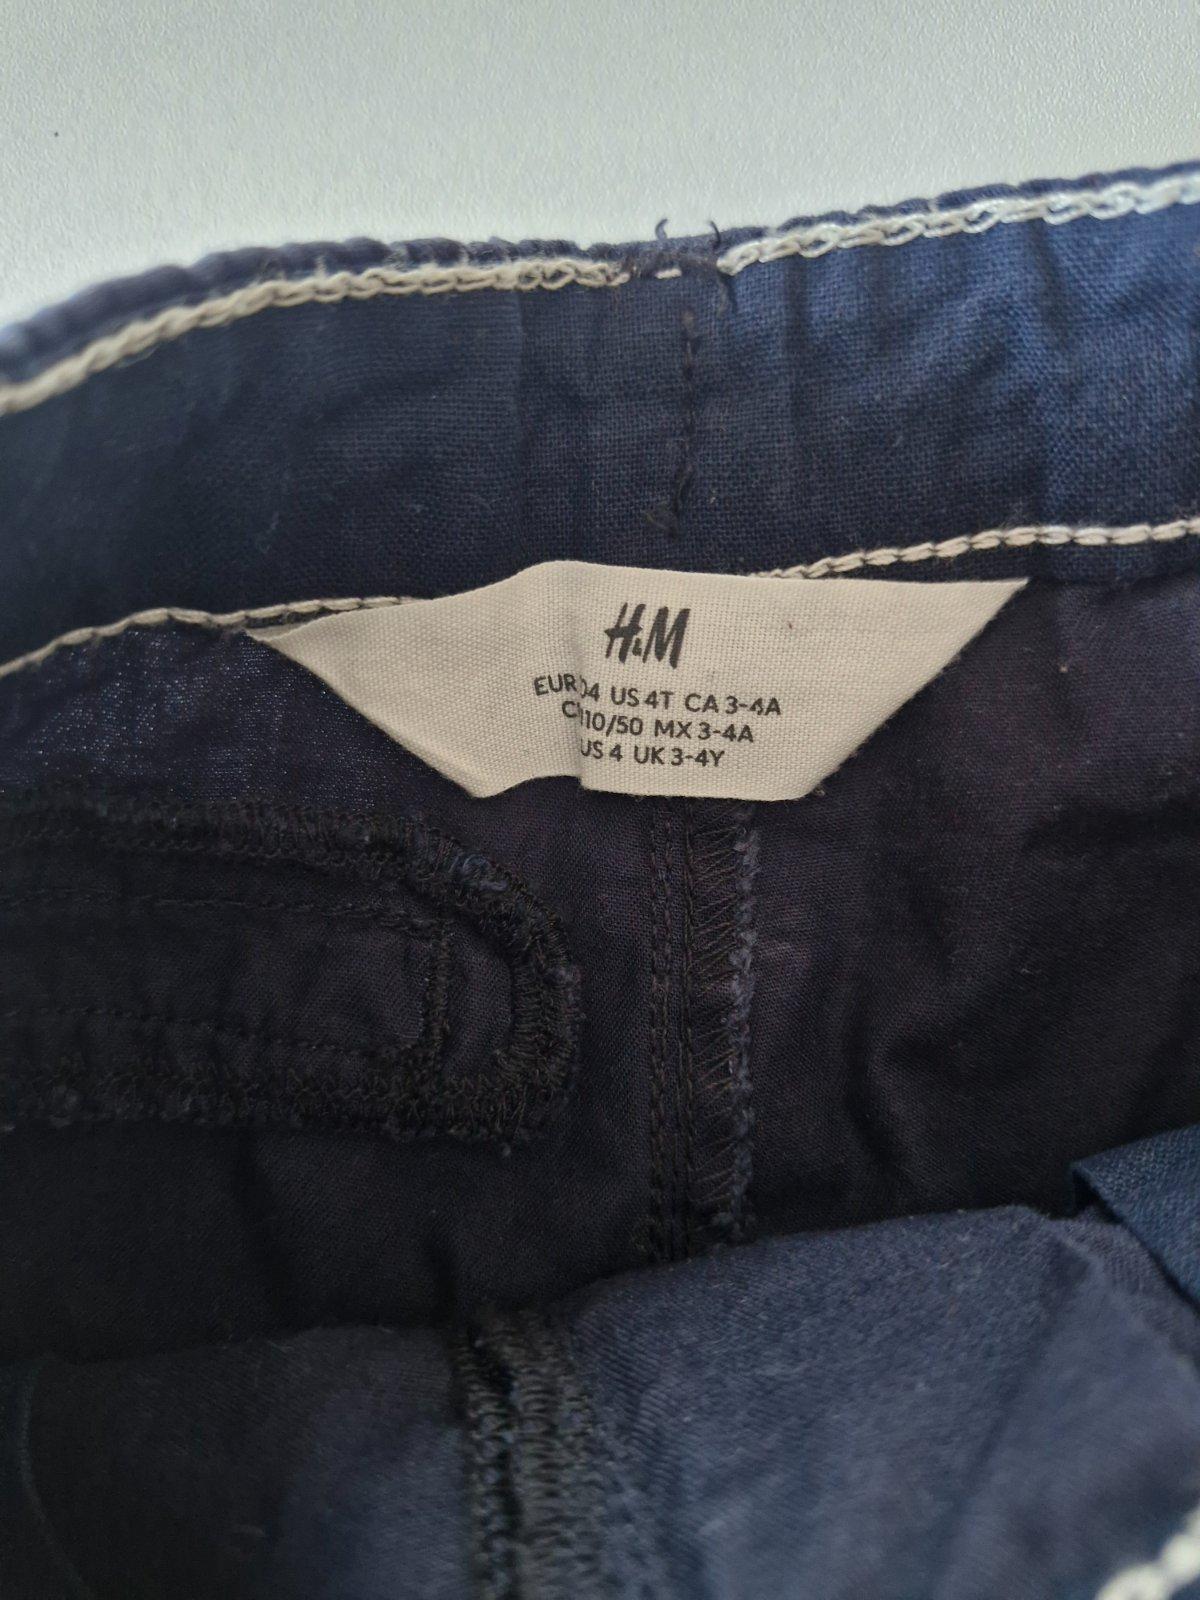 H&M
EUR 104 US 4T CA 3-4A
CN 110/50 MX 3-4A
US 4 UK 3-4Y